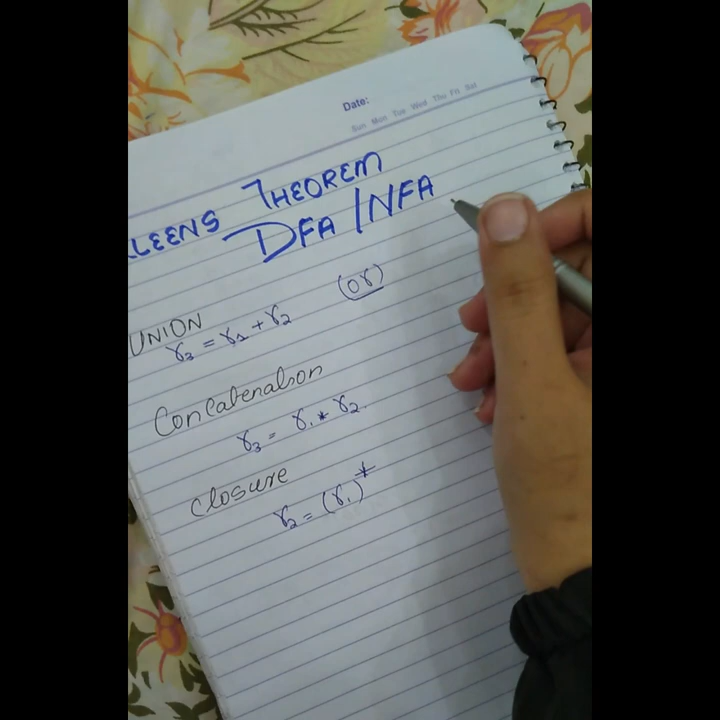 Date:
Sun Mon Tue Wed Thu Fri Sat
KLEENS THEOREM
DFA/NFA
UNION (or)
r₃ = r₁ + r₂
Concatenation
r₃ = r₁ * r₂
Closure
r₂ = (r₁)*